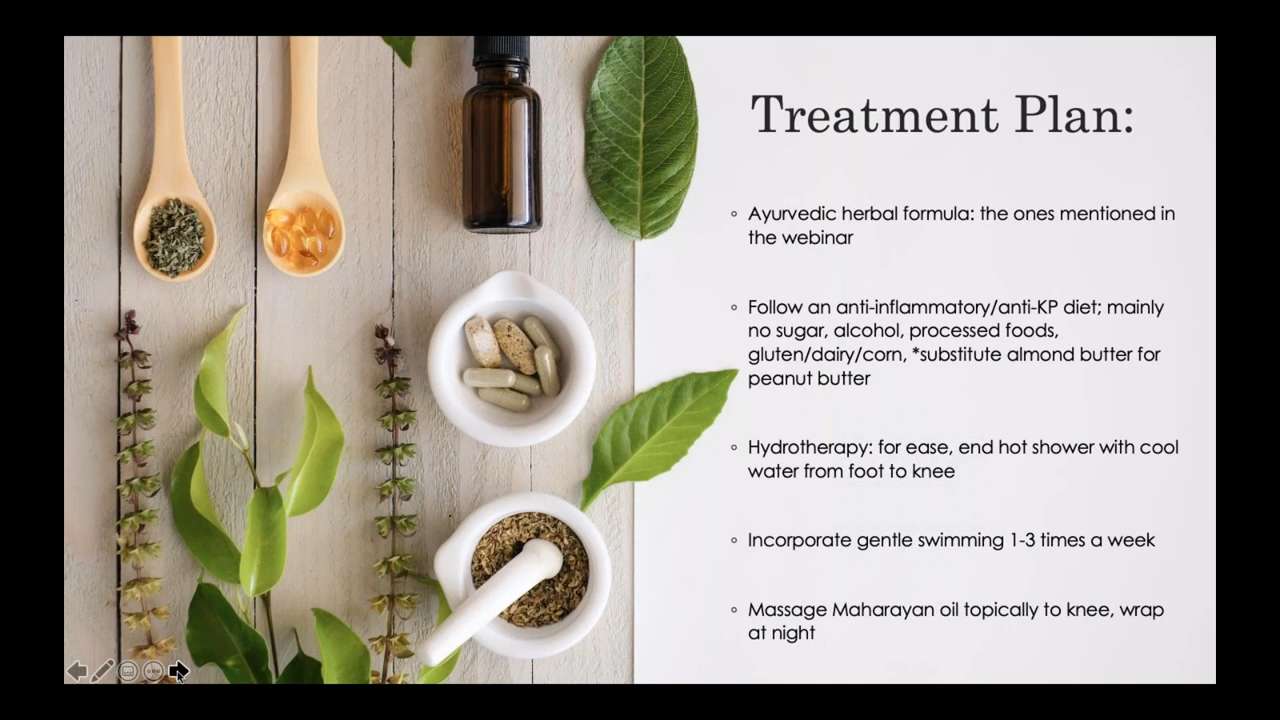 Treatment Plan:
◦ Ayurvedic herbal formula: the ones mentioned in
the webinar
◦ Follow an anti-inflammatory/anti-KP diet; mainly
no sugar, alcohol, processed foods,
gluten/dairy/corn, *substitute almond butter for
peanut butter
◦ Hydrotherapy: for ease, end hot shower with cool
water from foot to knee
◦ Incorporate gentle swimming 1-3 times a week
◦ Massage Maharayan oil topically to knee, wrap
at night